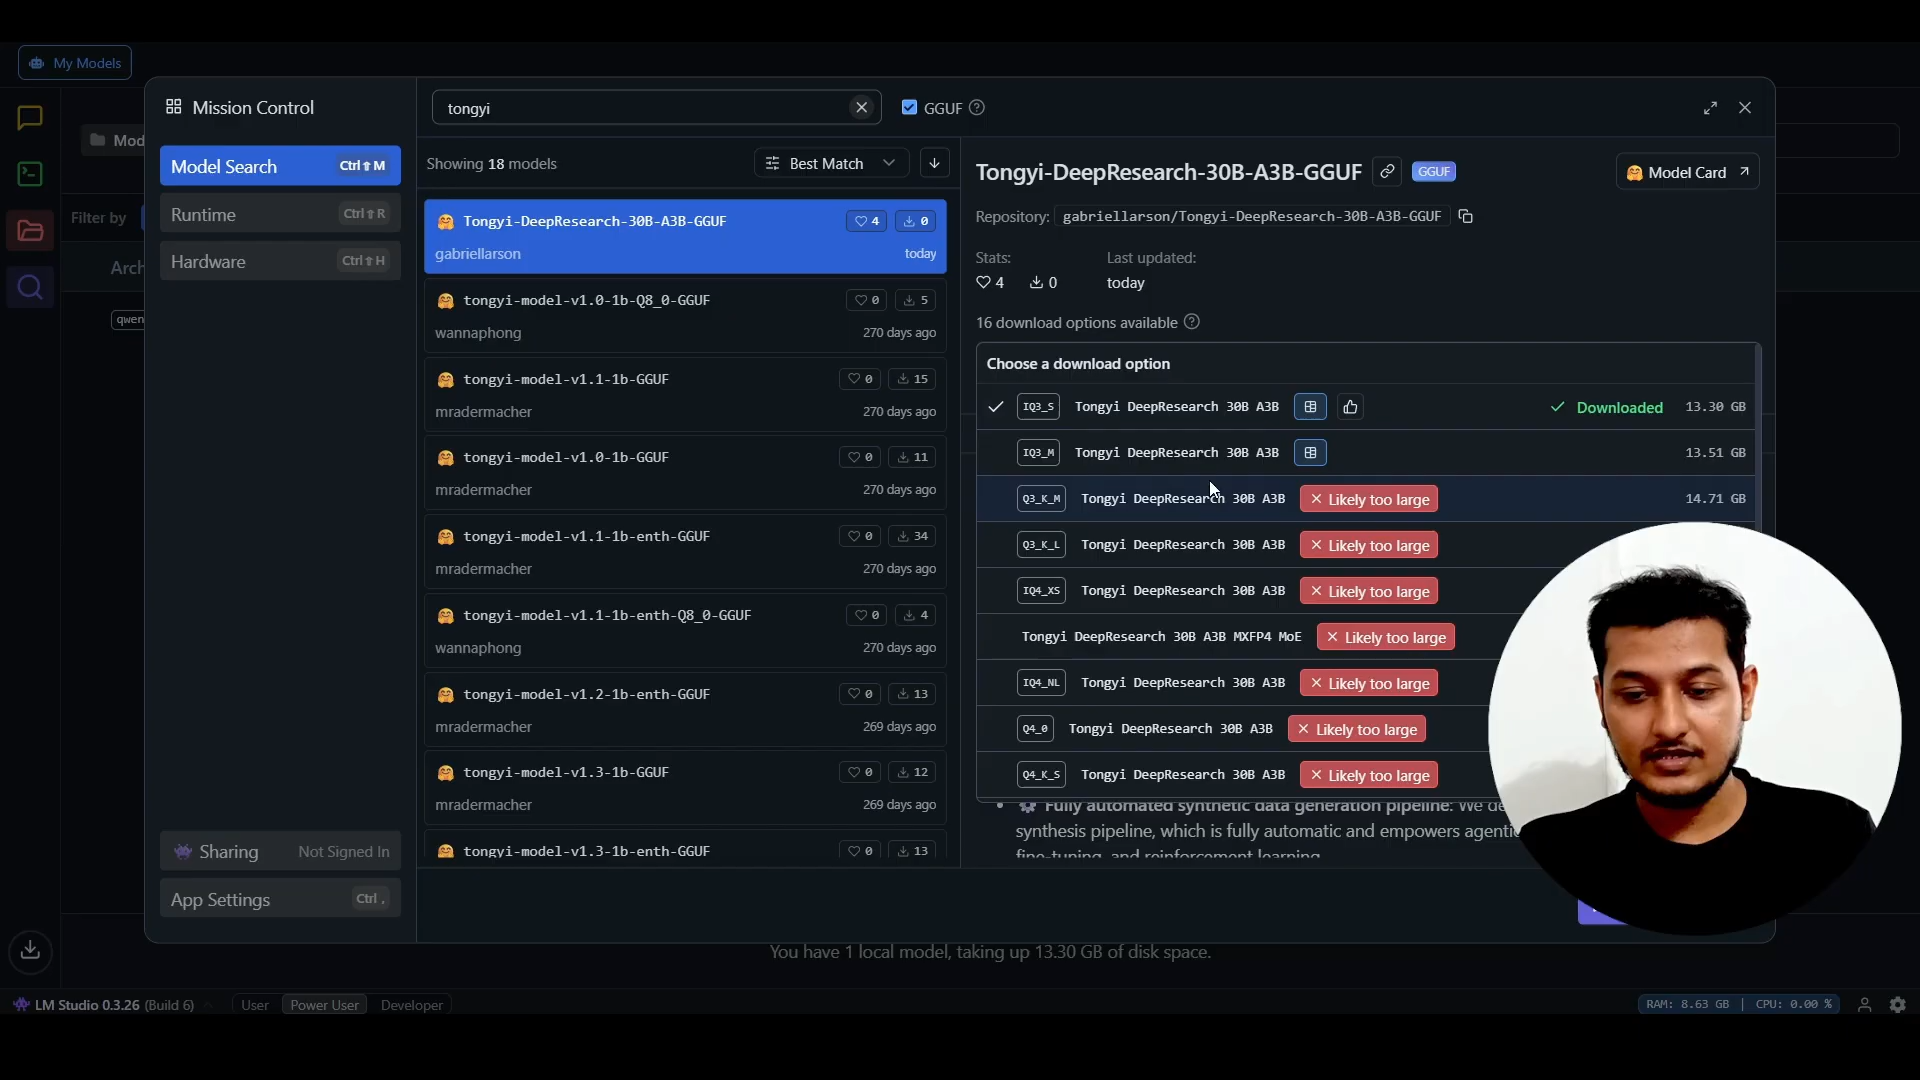 My Models
Mission Control
tongyi
GGUF
Mod
Model Search Ctrl⇧M
Showing 18 models
Best Match
Tongyi-DeepResearch-30B-A3B-GGUF GGUF
Model Card
Runtime Ctrl⇧R
Filter by
Repository: gabriellarson/Tongyi-DeepResearch-30B-A3B-GGUF
Tongyi-DeepResearch-30B-A3B-GGUF 4 0
gabriellarson today
Hardware Ctrl⇧H
Arch
Stats: Last updated:
4 0 today
qwen
tongyi-model-v1.0-1b-Q8_0-GGUF 0 5
wannaphong 270 days ago
16 download options available
Choose a download option
tongyi-model-v1.1-1b-GGUF 0 15
mradermacher 270 days ago
IQ3_S Tongyi DeepResearch 30B A3B Downloaded 13.30 GB
IQ3_M Tongyi DeepResearch 30B A3B 13.51 GB
tongyi-model-v1.0-1b-GGUF 0 11
mradermacher 270 days ago
Q3_K_M Tongyi DeepResearch 30B A3B Likely too large 14.71 GB
Q3_K_L Tongyi DeepResearch 30B A3B Likely too large
tongyi-model-v1.1-1b-enth-GGUF 0 34
mradermacher 270 days ago
IQ4_XS Tongyi DeepResearch 30B A3B Likely too large
tongyi-model-v1.1-1b-enth-Q8_0-GGUF 0 4
wannaphong 270 days ago
Tongyi DeepResearch 30B A3B MXFP4 MoE Likely too large
IQ4_NL Tongyi DeepResearch 30B A3B Likely too large
tongyi-model-v1.2-1b-enth-GGUF 0 13
mradermacher 269 days ago
Q4_0 Tongyi DeepResearch 30B A3B Likely too large
Q4_K_S Tongyi DeepResearch 30B A3B Likely too large
tongyi-model-v1.3-1b-GGUF 0 12
mradermacher 269 days ago
Fully automated synthetic data generation pipeline: We de
synthesis pipeline, which is fully automatic and empowers agentic
fine-tuning, and reinforcement learning.
tongyi-model-v1.3-1b-enth-GGUF 0 13
Sharing Not Signed In
App Settings Ctrl ,
You have 1 local model, taking up 13.30 GB of disk space.
LM Studio 0.3.26 (Build 6) User Power User Developer
RAM: 8.63 GB | CPU: 0.00 %